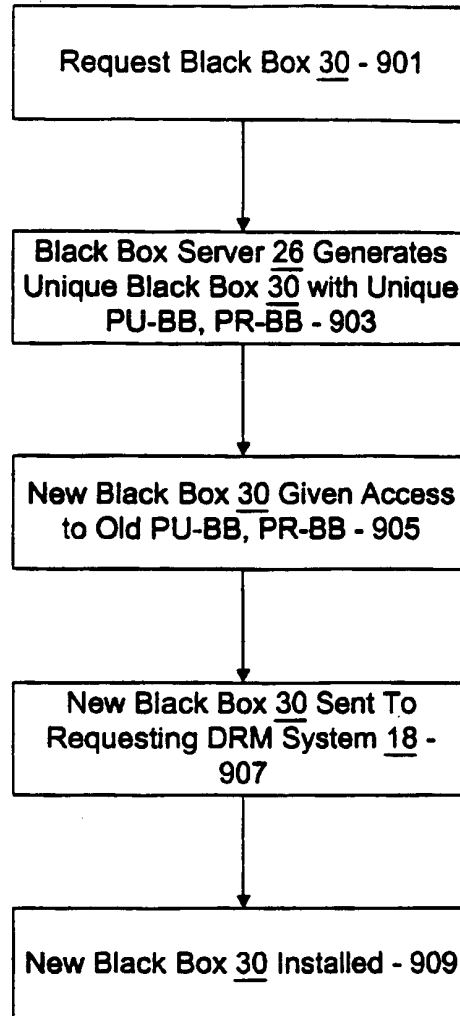 Request Black Box 30 - 901
Black Box Server 26 Generates
Unique Black Box 30 with Unique
PU-BB, PR-BB - 903
New Black Box 30 Given Access
to Old PU-BB, PR-BB - 905
New Black Box 30 Sent To
Requesting DRM System 18 -
907
New Black Box 30 Installed - 909